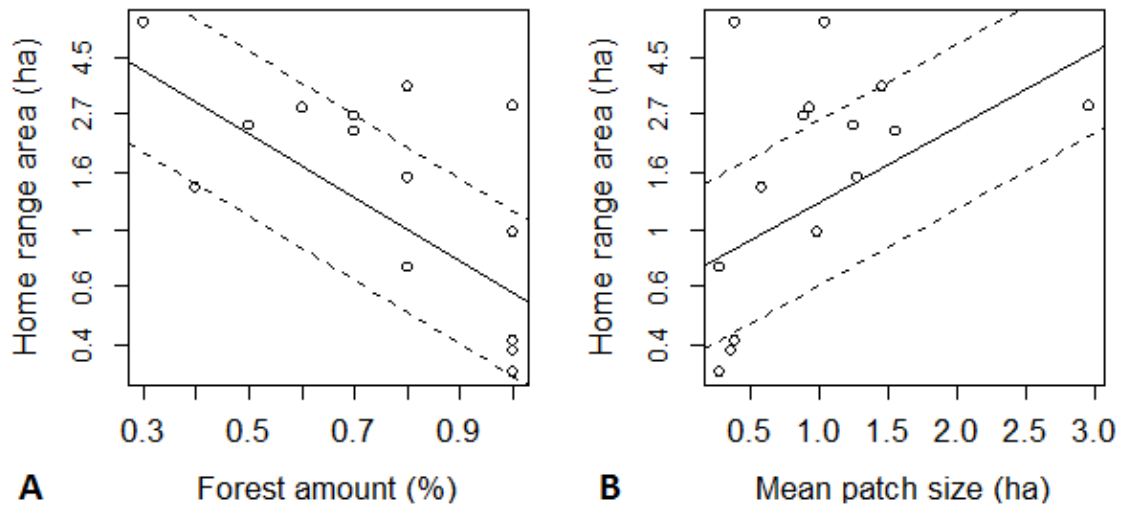 Home range area (ha)
4.5
2.7
1.6
1
0.6
0.4
0.3 0.5 0.7 0.9
A Forest amount (%)
Home range area (ha)
4.5
2.7
1.6
1
0.6
0.4
0.5 1.0 1.5 2.0 2.5 3.0
B Mean patch size (ha)